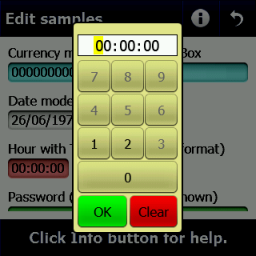 Edit samples
Currency m Box
000000000
Date mode
26/06/197
Hour with format)
00:00:00
Password ( hown)
00:00:00
7 8 9
4 5 6
1 2 3
0
OK Clear
Click Info button for help.